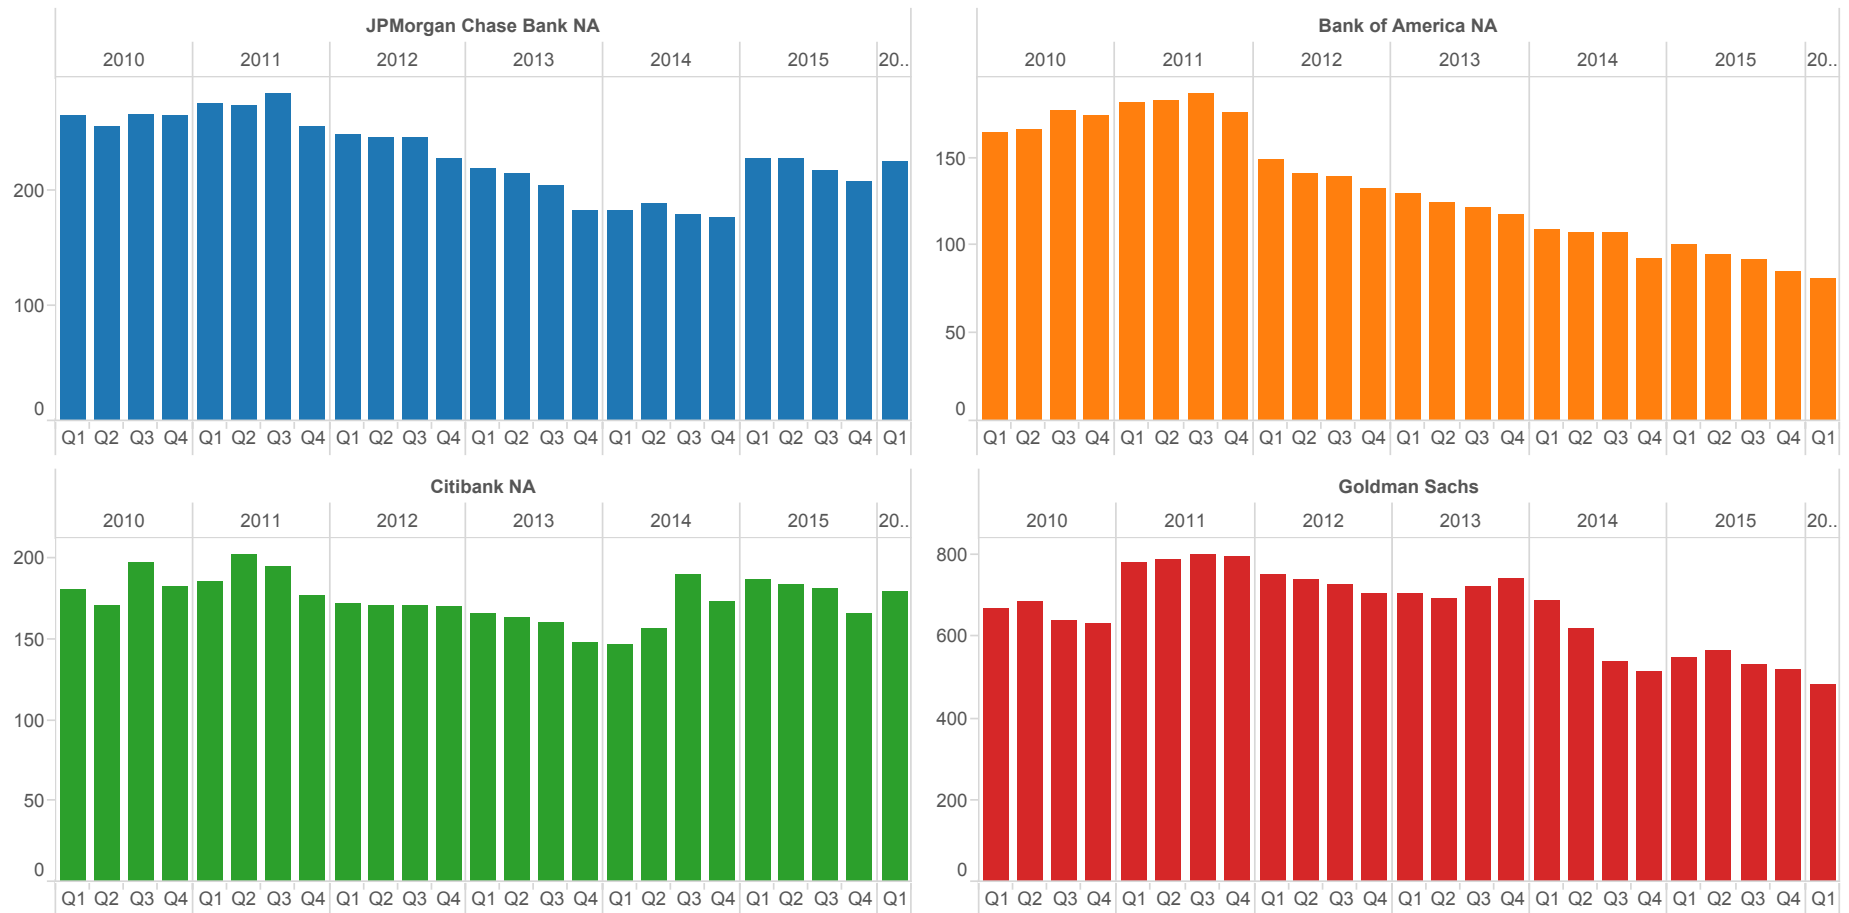 JPMorgan Chase Bank NA
2010 2011 2012 2013 2014 2015 20..
200
100
0
Q1 Q2 Q3 Q4 Q1 Q2 Q3 Q4 Q1 Q2 Q3 Q4 Q1 Q2 Q3 Q4 Q1 Q2 Q3 Q4 Q1 Q2 Q3 Q4 Q1
Bank of America NA
2010 2011 2012 2013 2014 2015 20..
150
100
50
0
Q1 Q2 Q3 Q4 Q1 Q2 Q3 Q4 Q1 Q2 Q3 Q4 Q1 Q2 Q3 Q4 Q1 Q2 Q3 Q4 Q1 Q2 Q3 Q4 Q1
Citibank NA
2010 2011 2012 2013 2014 2015 20..
200
150
100
50
0
Q1 Q2 Q3 Q4 Q1 Q2 Q3 Q4 Q1 Q2 Q3 Q4 Q1 Q2 Q3 Q4 Q1 Q2 Q3 Q4 Q1 Q2 Q3 Q4 Q1
Goldman Sachs
2010 2011 2012 2013 2014 2015 20..
800
600
400
200
0
Q1 Q2 Q3 Q4 Q1 Q2 Q3 Q4 Q1 Q2 Q3 Q4 Q1 Q2 Q3 Q4 Q1 Q2 Q3 Q4 Q1 Q2 Q3 Q4 Q1